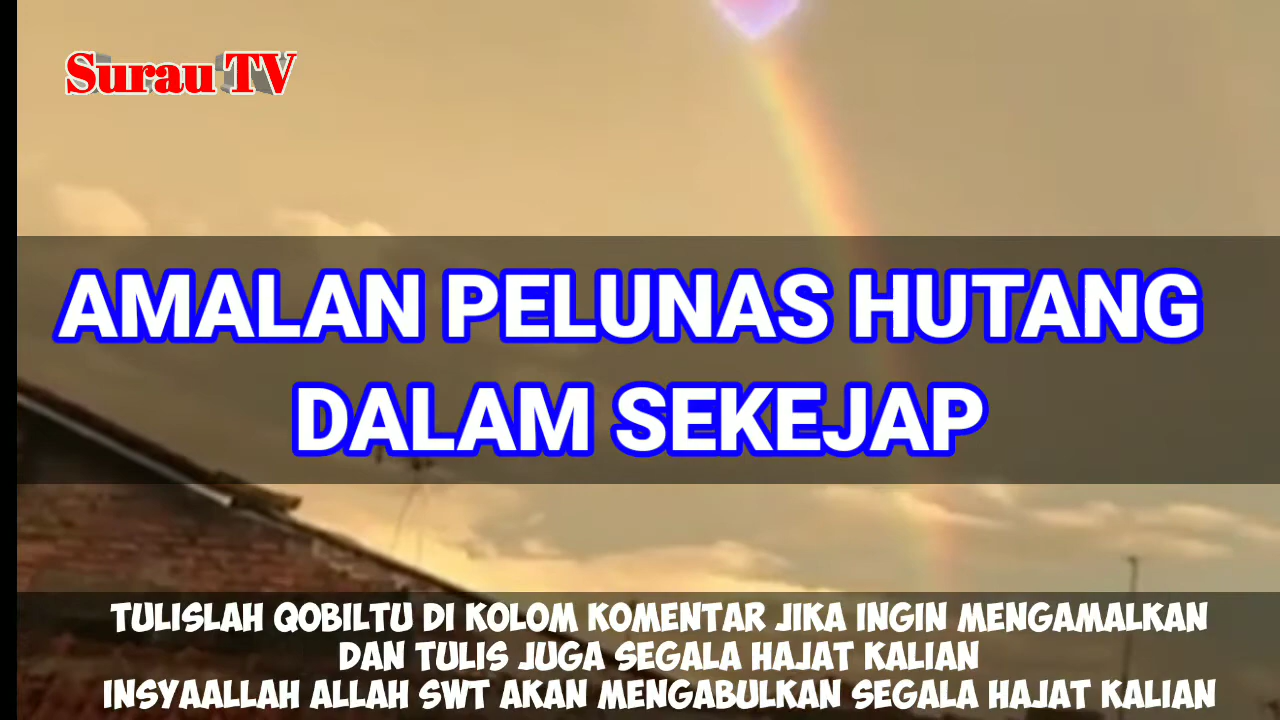 Surau TV
AMALAN PELUNAS HUTANG
DALAM SEKEJAP
TULISLAH QOBILTU DI KOLOM KOMENTAR JIKA INGIN MENGAMALKAN
DAN TULIS JUGA SEGALA HAJAT KALIAN
INSYAALLAH ALLAH SWT AKAN MENGABULKAN SEGALA HAJAT KALIAN